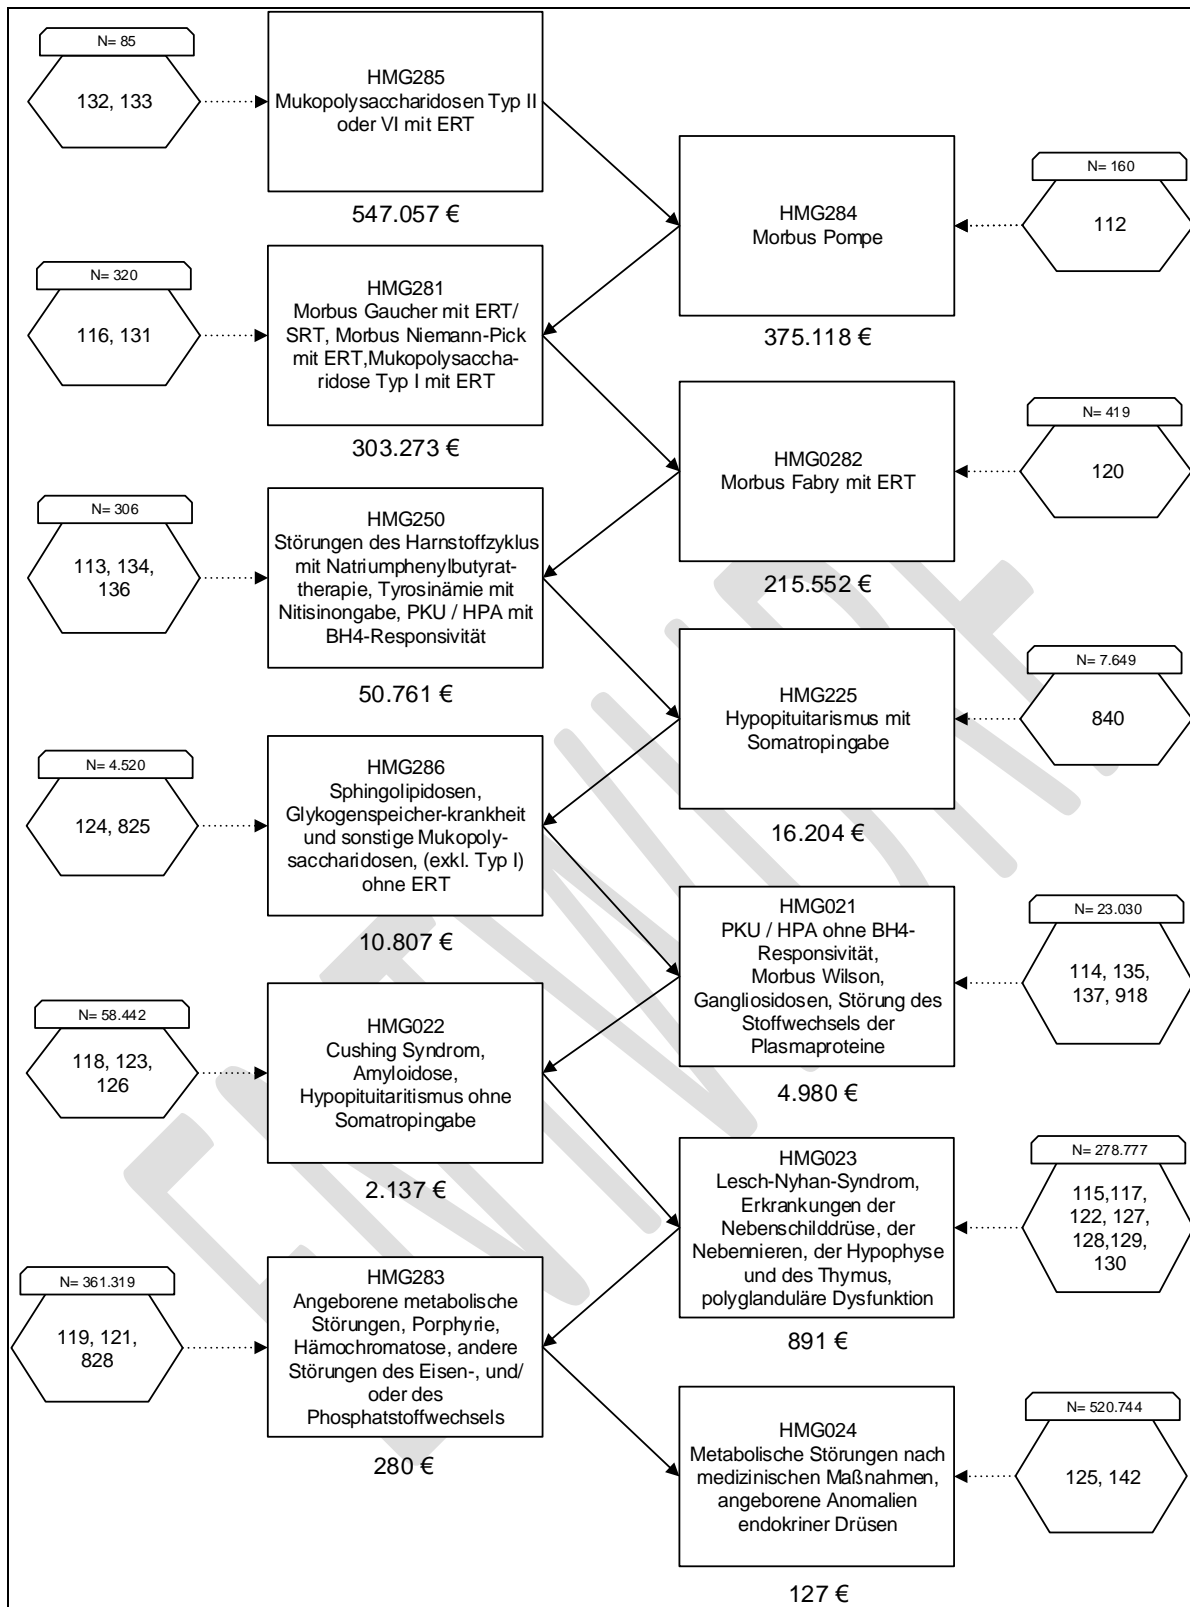 N= 85
132, 133
HMG285
Mukopolysaccharidosen Typ II
oder VI mit ERT
547.057 €
N= 160
112
HMG284
Morbus Pompe
375.118 €
N= 320
116, 131
HMG281
Morbus Gaucher mit ERT/
SRT, Morbus Niemann-Pick
mit ERT,Mukopolysaccha-
ridose Typ I mit ERT
303.273 €
N= 419
120
HMG0282
Morbus Fabry mit ERT
215.552 €
N= 306
113, 134,
136
HMG250
Störungen des Harnstoffzyklus
mit Natriumphenylbutyrat-
therapie, Tyrosinämie mit
Nitisinongabe, PKU / HPA mit
BH4-Responsivität
50.761 €
N= 7.649
840
HMG225
Hypopituitarismus mit
Somatropingabe
16.204 €
N= 4.520
124, 825
HMG286
Sphingolipidosen,
Glykogenspeicher-krankheit
und sonstige Mukopoly-
saccharidosen, (exkl. Typ I)
ohne ERT
10.807 €
N= 23.030
114, 135,
137, 918
HMG021
PKU / HPA ohne BH4-
Responsivität,
Morbus Wilson,
Gangliosidosen, Störung des
Stoffwechsels der
Plasmaproteine
4.980 €
N= 58.442
118, 123,
126
HMG022
Cushing Syndrom,
Amyloidose,
Hypopituitaritismus ohne
Somatropingabe
2.137 €
N= 278.777
115,117,
122, 127,
128,129,
130
HMG023
Lesch-Nyhan-Syndrom,
Erkrankungen der
Nebenschilddrüse, der
Nebennieren, der Hypophyse
und des Thymus,
polyglanduläre Dysfunktion
891 €
N= 361.319
119, 121,
828
HMG283
Angeborene metabolische
Störungen, Porphyrie,
Hämochromatose, andere
Störungen des Eisen-, und/
oder des
Phosphatstoffwechsels
280 €
N= 520.744
125, 142
HMG024
Metabolische Störungen nach
medizinischen Maßnahmen,
angeborene Anomalien
endokriner Drüsen
127 €
ENTWURF